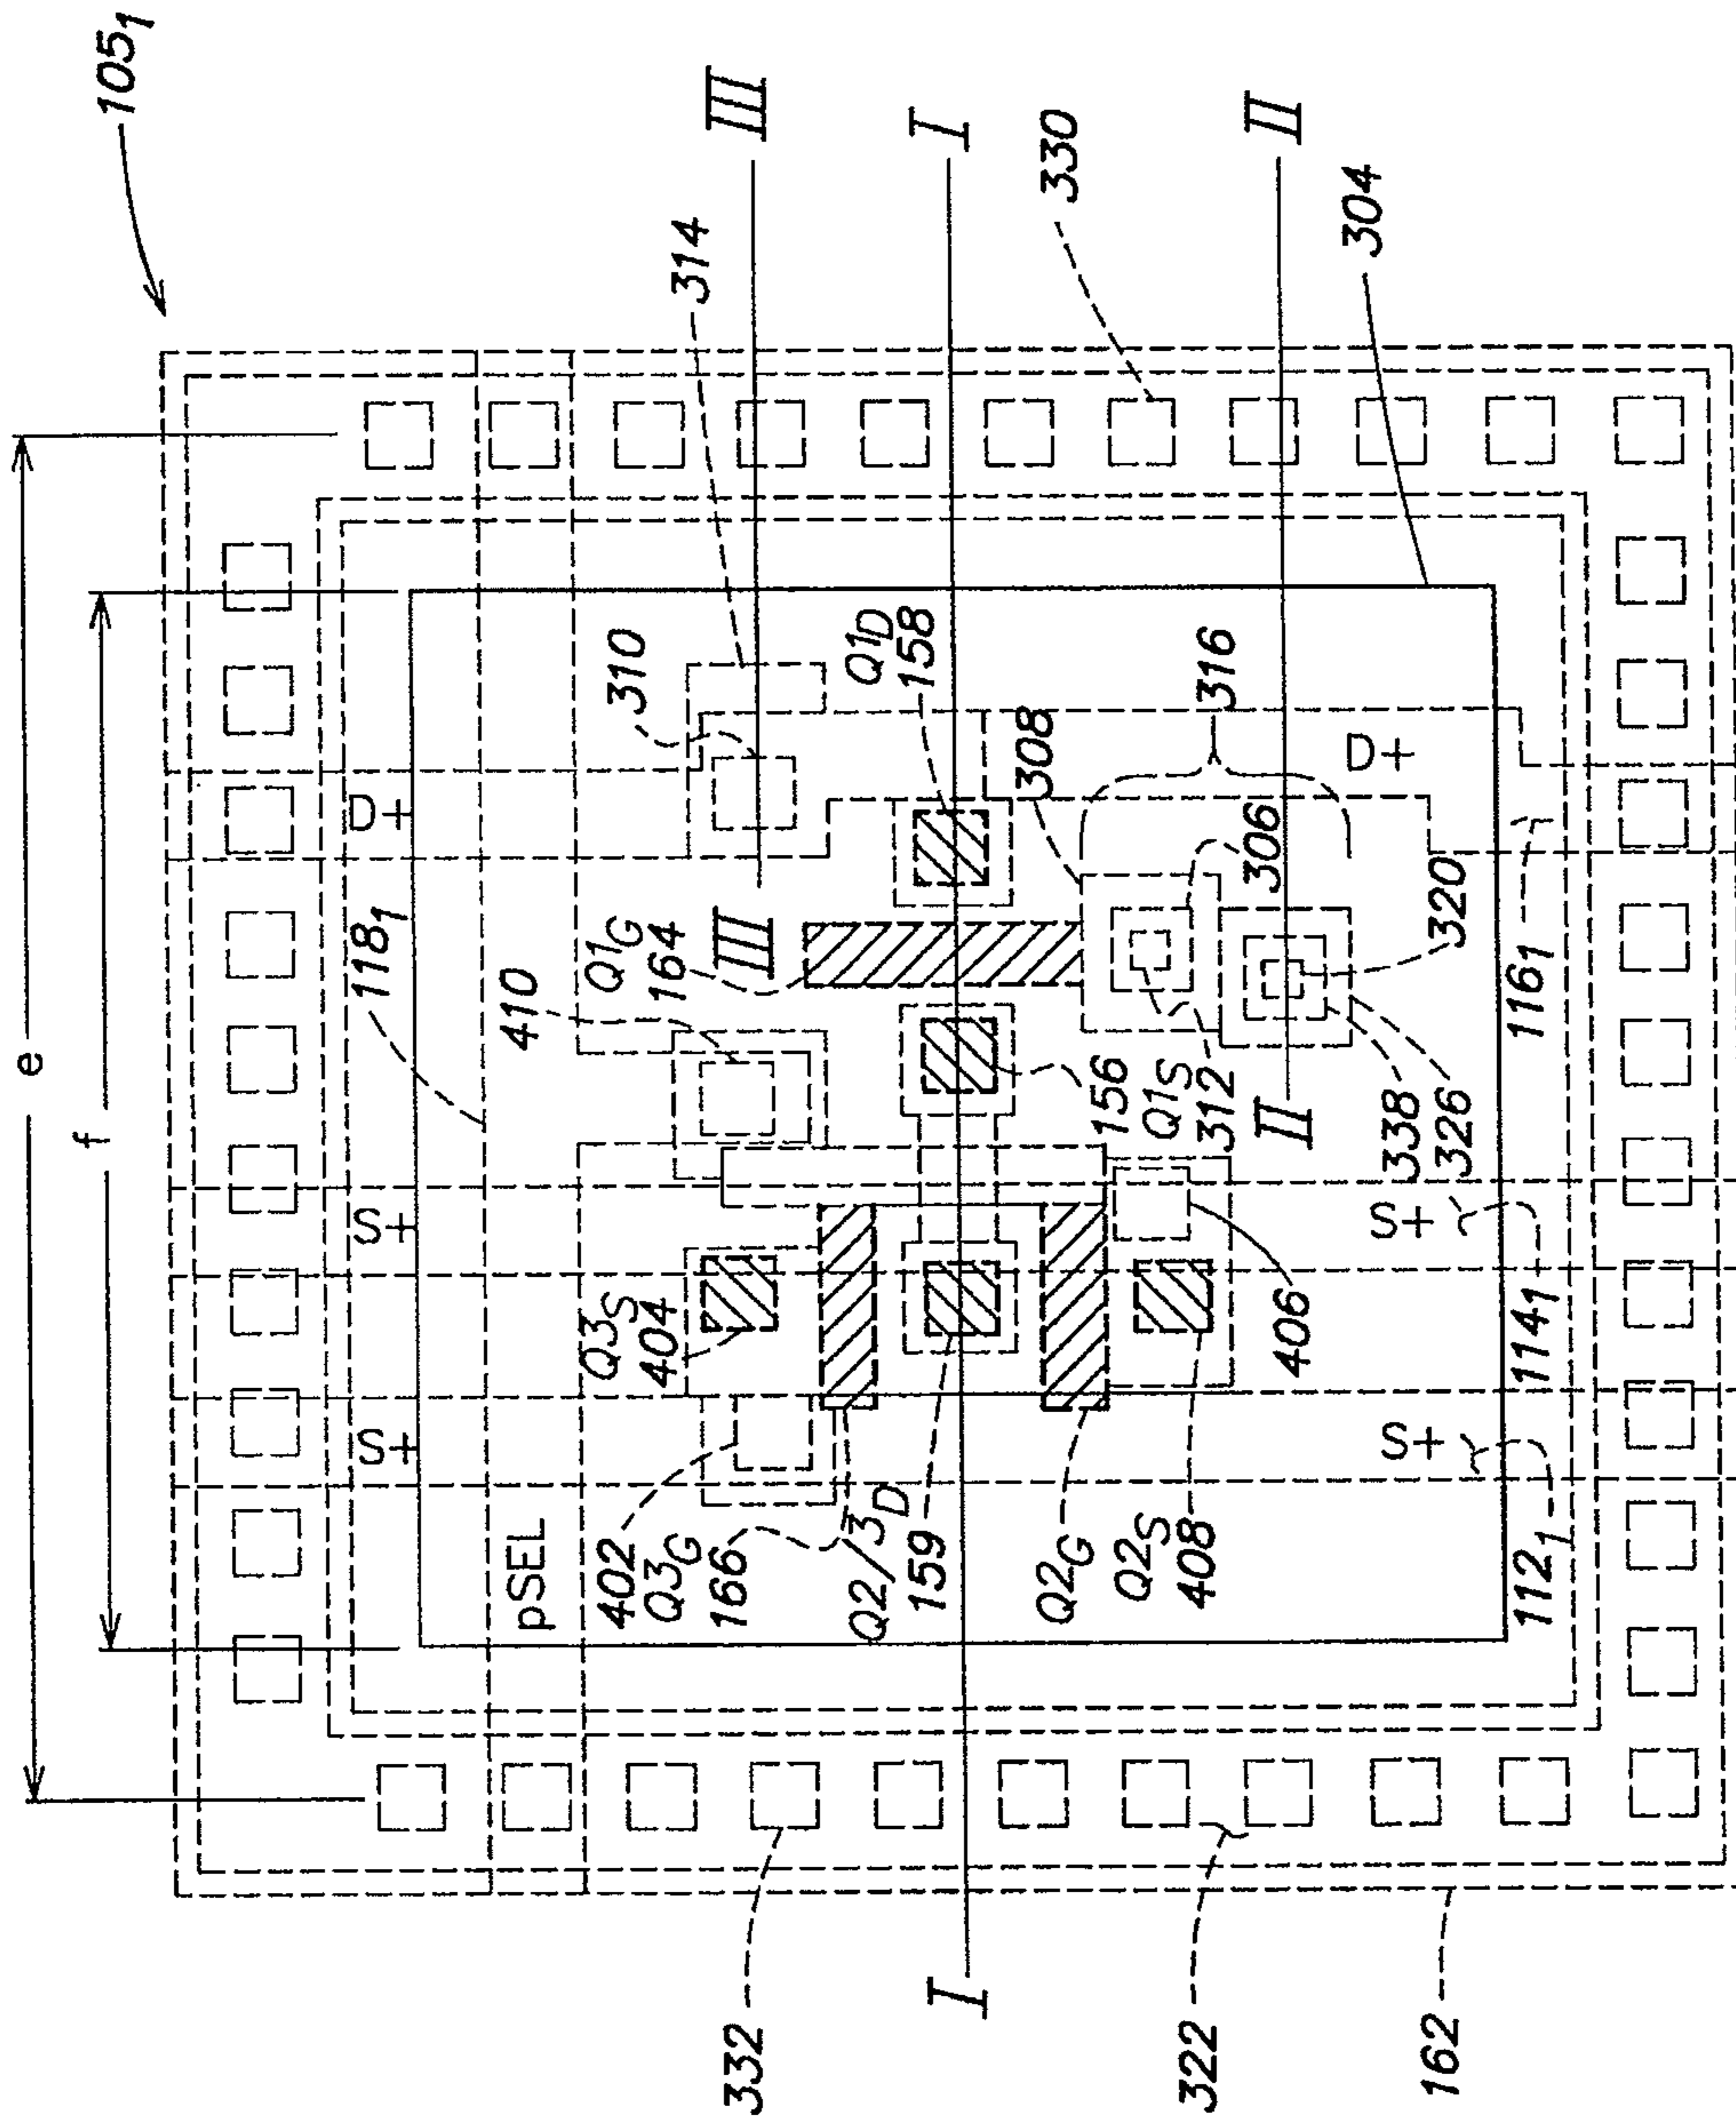 105₁
e
f
III
I
II
314
330
304
310
Q1D
158
316
308
D+
D+
118₁
410
Q1G
164
III
306
320
116₁
S+
156
Q1S
312
II
338
326
S+
114₁
Q3S
404
406
S+
S+
112₁
pSEL
402
Q3G
166
Q2/3D
159
Q2G
Q2S
408
I
332
322
162